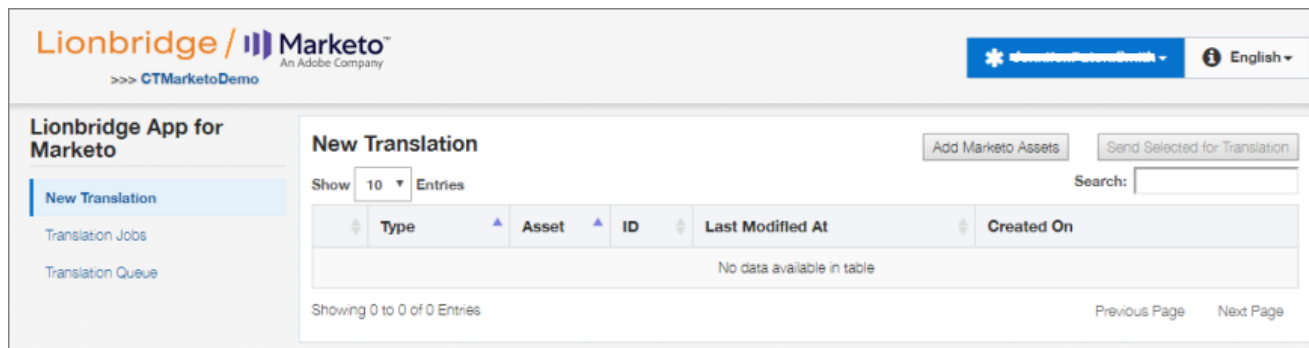 Lionbridge / Marketo™
An Adobe Company
>>> CTMarketoDemo
English
Lionbridge App for
Marketo
New Translation
Translation Jobs
Translation Queue
New Translation
Add Marketo Assets
Send Selected for Translation
Show 10 Entries
Search:
Type Asset ID Last Modified At Created On
No data available in table
Showing 0 to 0 of 0 Entries
Previous Page Next Page